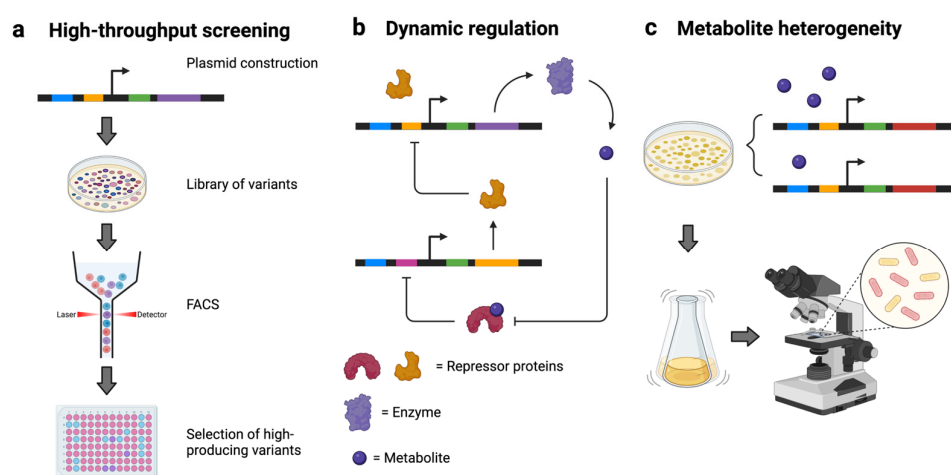 a High-throughput screening
Plasmid construction
Library of variants
FACS
Laser
Detector
Selection of high-
producing variants
b Dynamic regulation
= Repressor proteins
= Enzyme
= Metabolite
c Metabolite heterogeneity